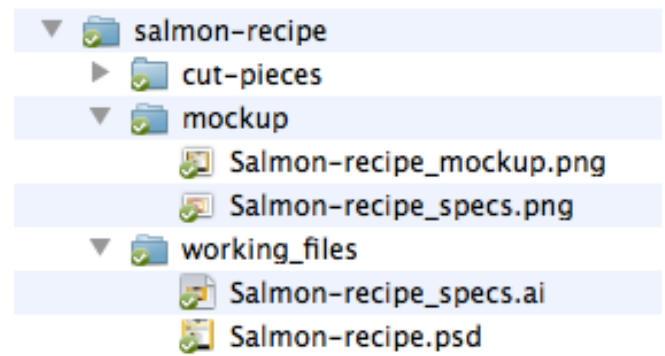 salmon-recipe
cut-pieces
mockup
Salmon-recipe_mockup.png
Salmon-recipe_specs.png
working_files
Salmon-recipe_specs.ai
Salmon-recipe.psd